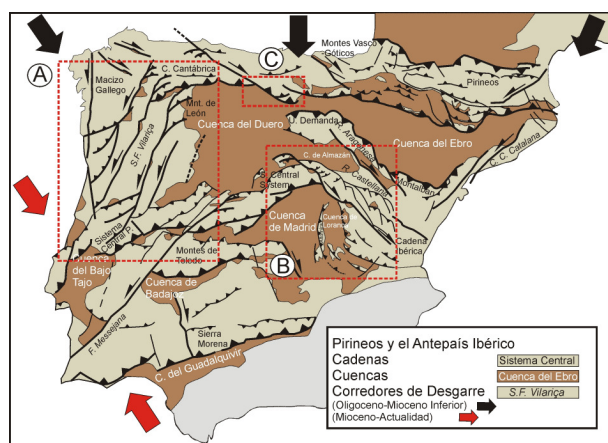 A
C
B
Montes Vasco
-Góticos
Macizo
Gallego
C. Cantábrica
Mnt. de
León
S.F. Vilariça
Cuenca del Duero
Pirineos
U. Demanda
R. Aragonesa
Cuenca del Ebro
C. C. Catalana
C. de Almazán
R. Castellana
Montalbán
S. Central
System
Cuenca
de Madrid
Cuenca de
Loranca
Cadena
Ibérica
Sistema
Central P.
Montes de
Toledo
Cuenca
del Bajo
Tajo
Cuenca de
Badajoz
F. Messejana
Sierra
Morena
C. del Guadalquivir
Pirineos y el Antepaís Ibérico
Cadenas
Sistema Central
Cuencas
Cuenca del Ebro
Corredores de Desgarre
S.F. Vilariça
(Oligoceno-Mioceno Inferior)
(Mioceno-Actualidad)